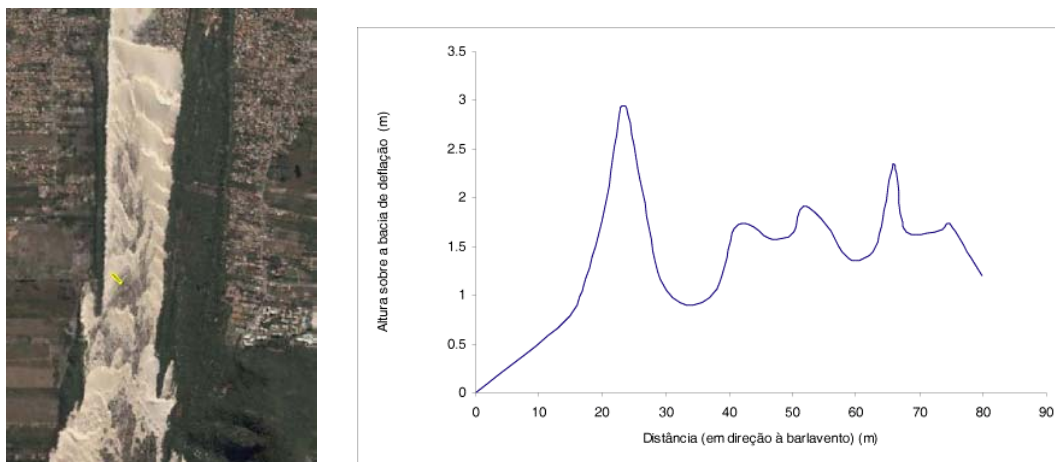 3.5
3
2.5
2
1.5
1
0.5
0
0 10 20 30 40 50 60 70 80 90
Altura sobre a bacia de deflação (m)
Distância (em direção à barlavento) (m)